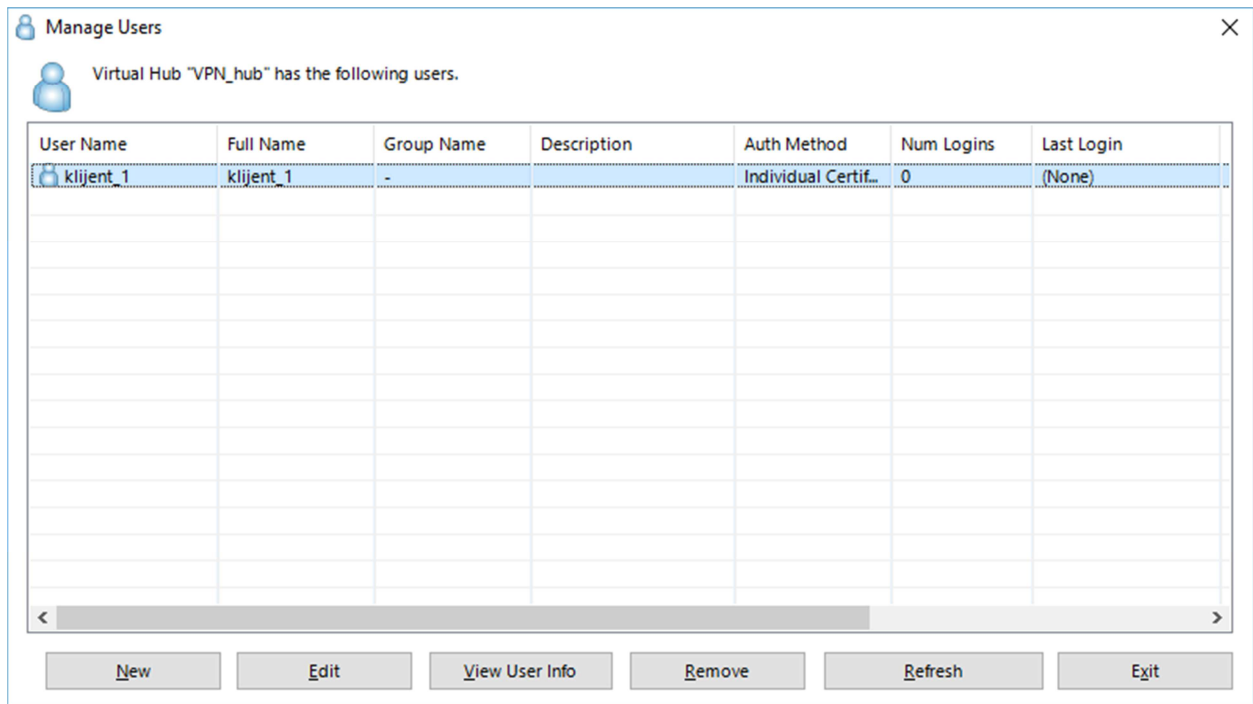 Manage Users
Virtual Hub "VPN_hub" has the following users.
User Name Full Name Group Name Description Auth Method Num Logins Last Login
klijent_1 klijent_1 - Individual Certif... 0 (None)
New Edit View User Info Remove Refresh Exit